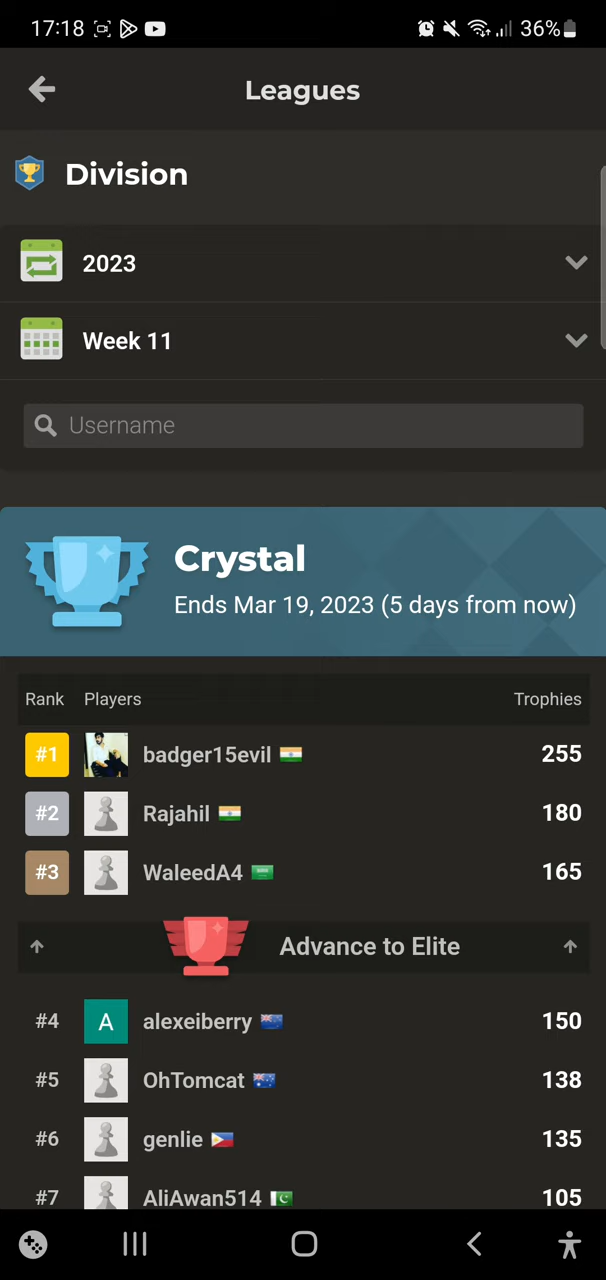 17:18 36%
Leagues
Division
2023
Week 11
Username
Crystal
Ends Mar 19, 2023 (5 days from now)
Rank Players Trophies
#1 badger15evil 255
#2 Rajahil 180
#3 WaleedA4 165
Advance to Elite
#4 A alexeiberry 150
#5 OhTomcat 138
#6 genlie 135
#7 AliAwan514 105